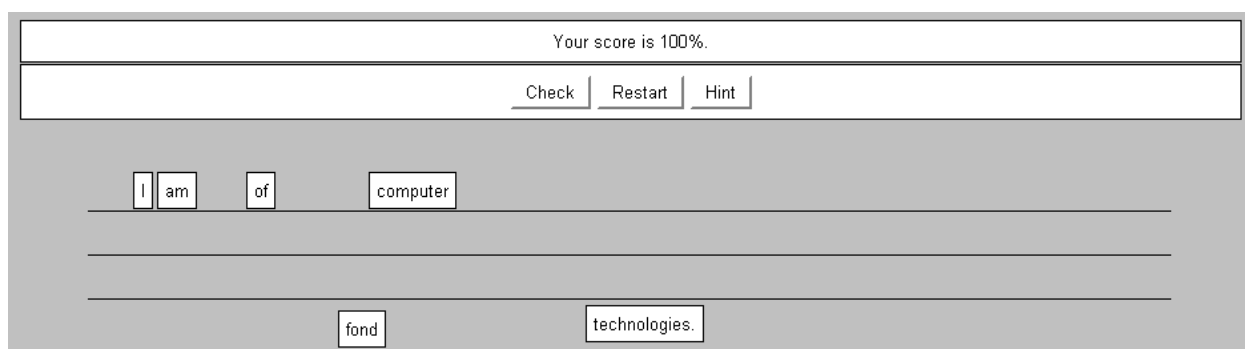 Your score is 100%.
Check Restart Hint
I am of computer
fond technologies.